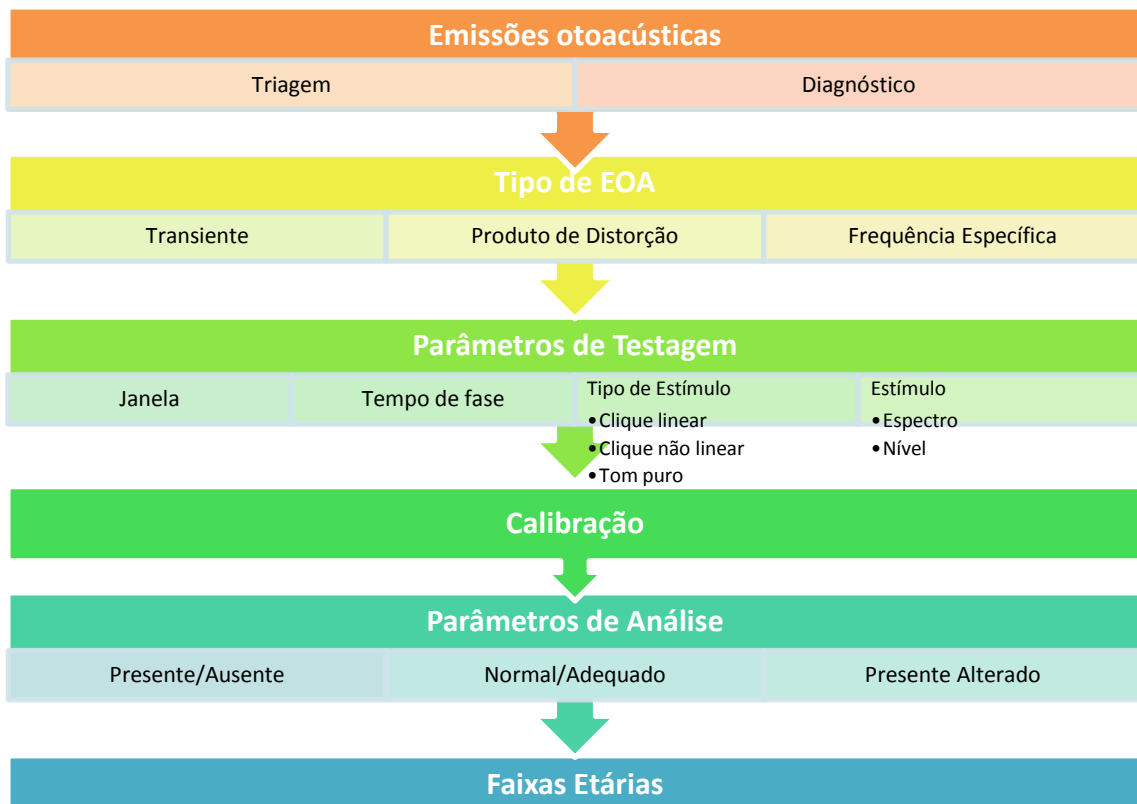 Emissões otoacústicas
Triagem
Diagnóstico
Tipo de EOA
Transiente
Produto de Distorção
Frequência Específica
Parâmetros de Testagem
Janela
Tempo de fase
Tipo de Estímulo
•Clique linear
•Clique não linear
•Tom puro
Estímulo
•Espectro
•Nível
Calibração
Parâmetros de Análise
Presente/Ausente
Normal/Adequado
Presente Alterado
Faixas Etárias